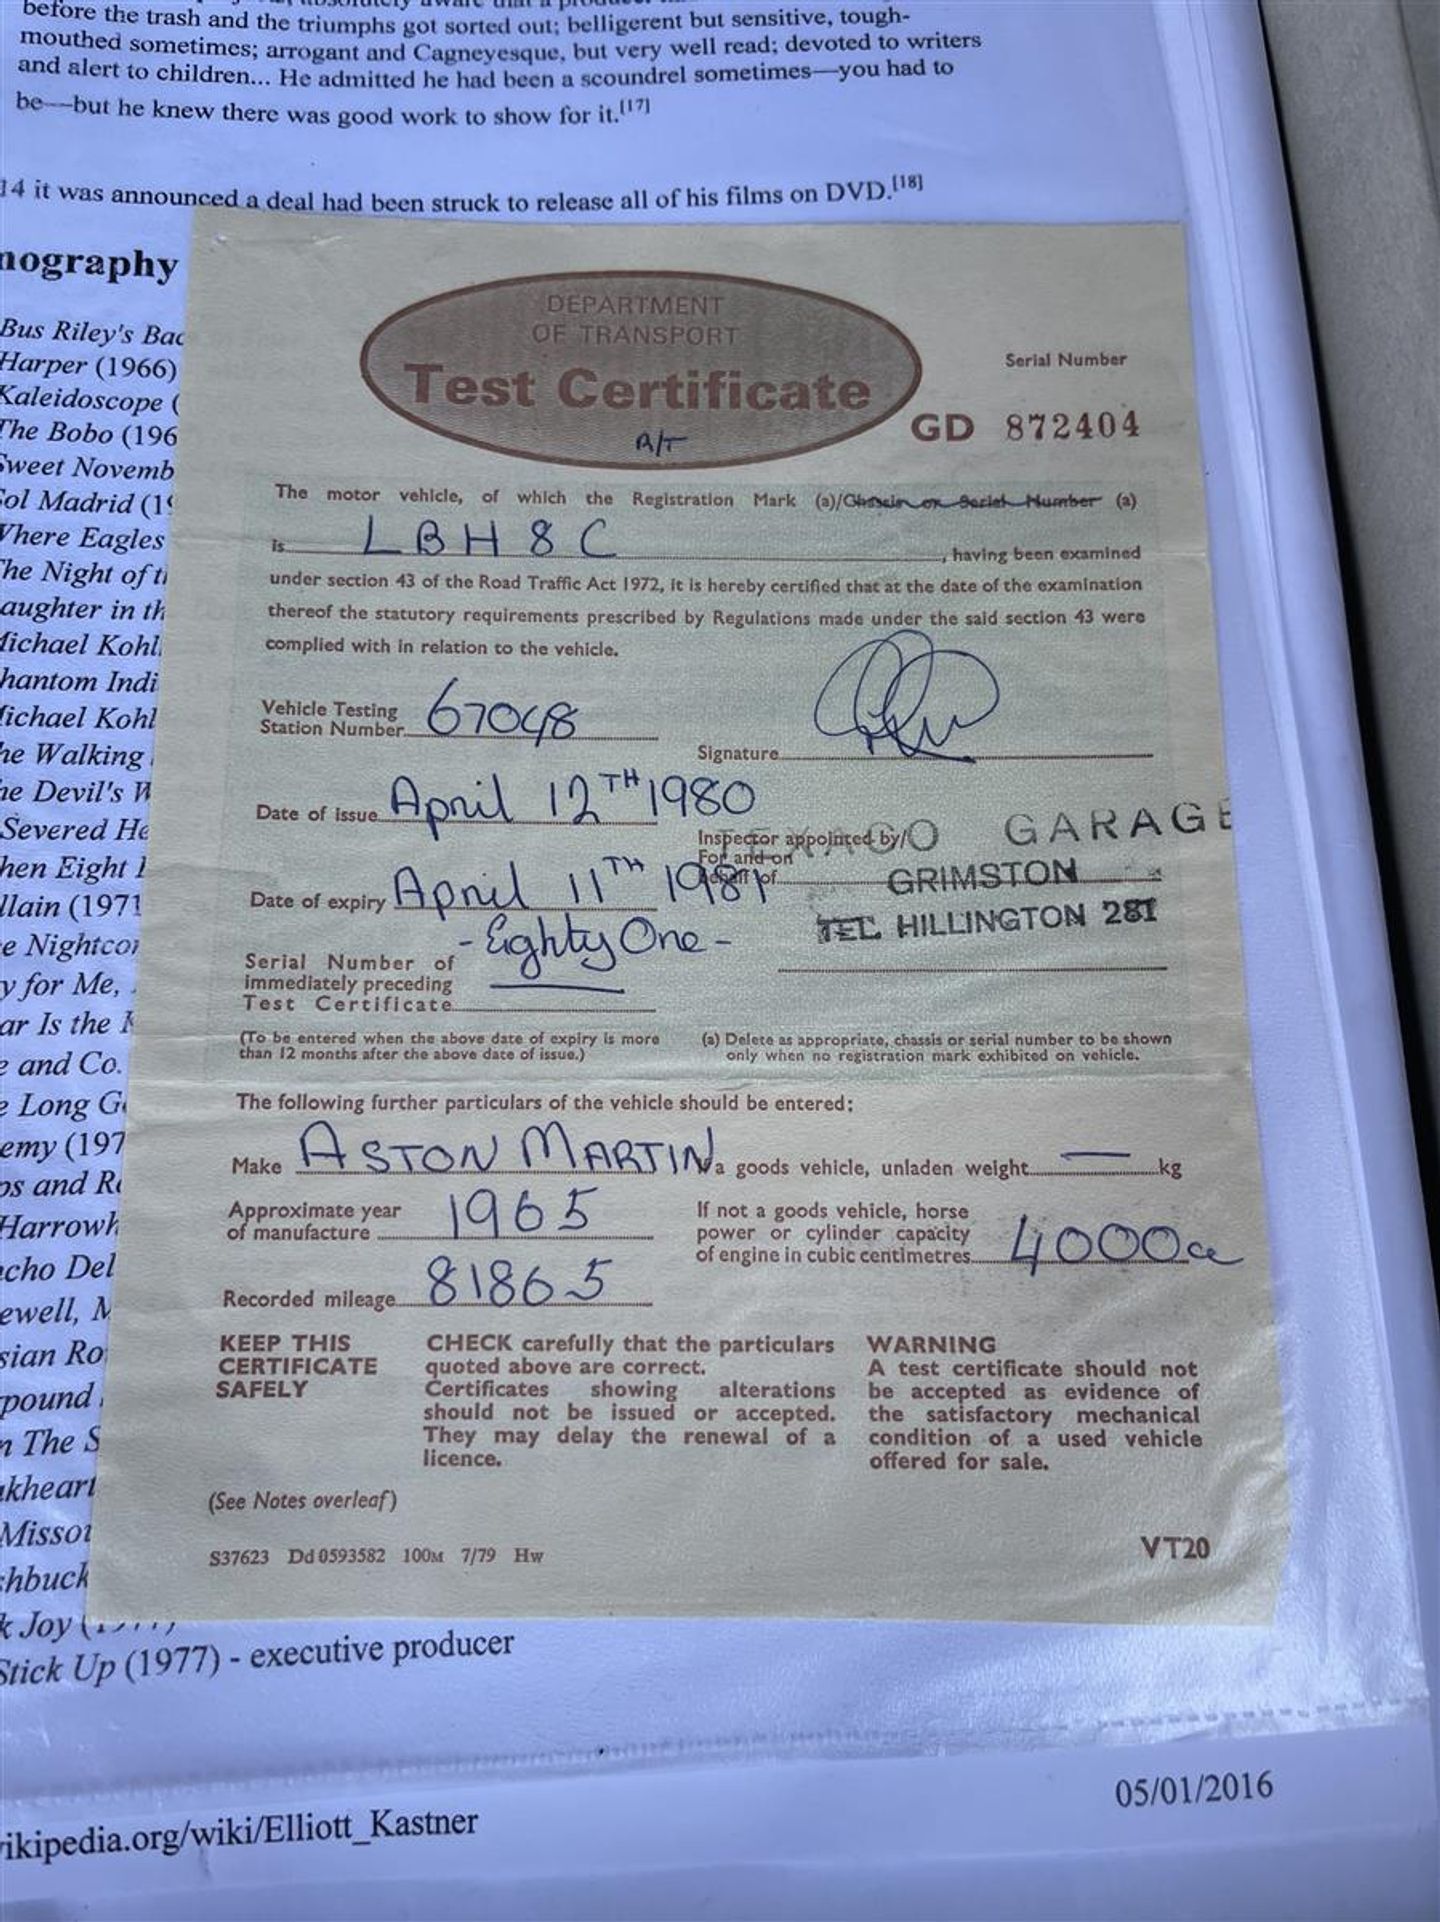 before the trash and the triumphs got sorted out; belligerent but sensitive, tough-
mouthed sometimes; arrogant and Cagneyesque, but very well read; devoted to writers
and alert to children... He admitted he had been a scoundrel sometimes—you had to
be—but he knew there was good work to show for it.[17]
14 it was announced a deal had been struck to release all of his films on DVD.[18]
nography
Bus Riley's Bac
Harper (1966)
Kaleidoscope (
The Bobo (196
Sweet Novemb
Sol Madrid (19
Where Eagles
The Night of t
aughter in th
Michael Kohl
hantom Indi
Michael Kohl
he Walking
he Devil's W
Severed He
hen Eight
llain (1971
e Nightco
y for Me,
ar Is the
e and Co.
e Long G
emy (197
ps and R
Harrowh
cho Del
ewell, M
sian Ro
pound
n The S
akheart
Missou
shbuck
k Joy (1977)
Stick Up (1977) - executive producer
DEPARTMENT
OF TRANSPORT
Test Certificate
R/T
Serial Number
GD 872404
The motor vehicle, of which the Registration Mark (a)/Chassis or Serial Number (a)
is LBH 8 C, having been examined
under section 43 of the Road Traffic Act 1972, it is hereby certified that at the date of the examination
thereof the statutory requirements prescribed by Regulations made under the said section 43 were
complied with in relation to the vehicle.
Vehicle Testing
Station Number 67048
Signature
Date of issue April 12TH 1980
Inspector appointed by/
For and on
behalf of
TEXACO GARAGE
GRIMSTON
TEL HILLINGTON 281
Date of expiry April 11TH 1981
- Eighty One -
Serial Number of
immediately preceding
Test Certificate
(To be entered when the above date of expiry is more
than 12 months after the above date of issue.)
(a) Delete as appropriate, chassis or serial number to be shown
only when no registration mark exhibited on vehicle.
The following further particulars of the vehicle should be entered:
Make ASTON MARTIN a goods vehicle, unladen weight — kg
Approximate year
of manufacture 1965
If not a goods vehicle, horse
power or cylinder capacity
of engine in cubic centimetres 4000cc
Recorded mileage 81865
KEEP THIS
CERTIFICATE
SAFELY
CHECK carefully that the particulars
quoted above are correct.
Certificates showing alterations
should not be issued or accepted.
They may delay the renewal of a
licence.
WARNING
A test certificate should not
be accepted as evidence of
the satisfactory mechanical
condition of a used vehicle
offered for sale.
(See Notes overleaf)
S37623 Dd 0593582 100M 7/79 Hw
VT20
05/01/2016
ikipedia.org/wiki/Elliott_Kastner